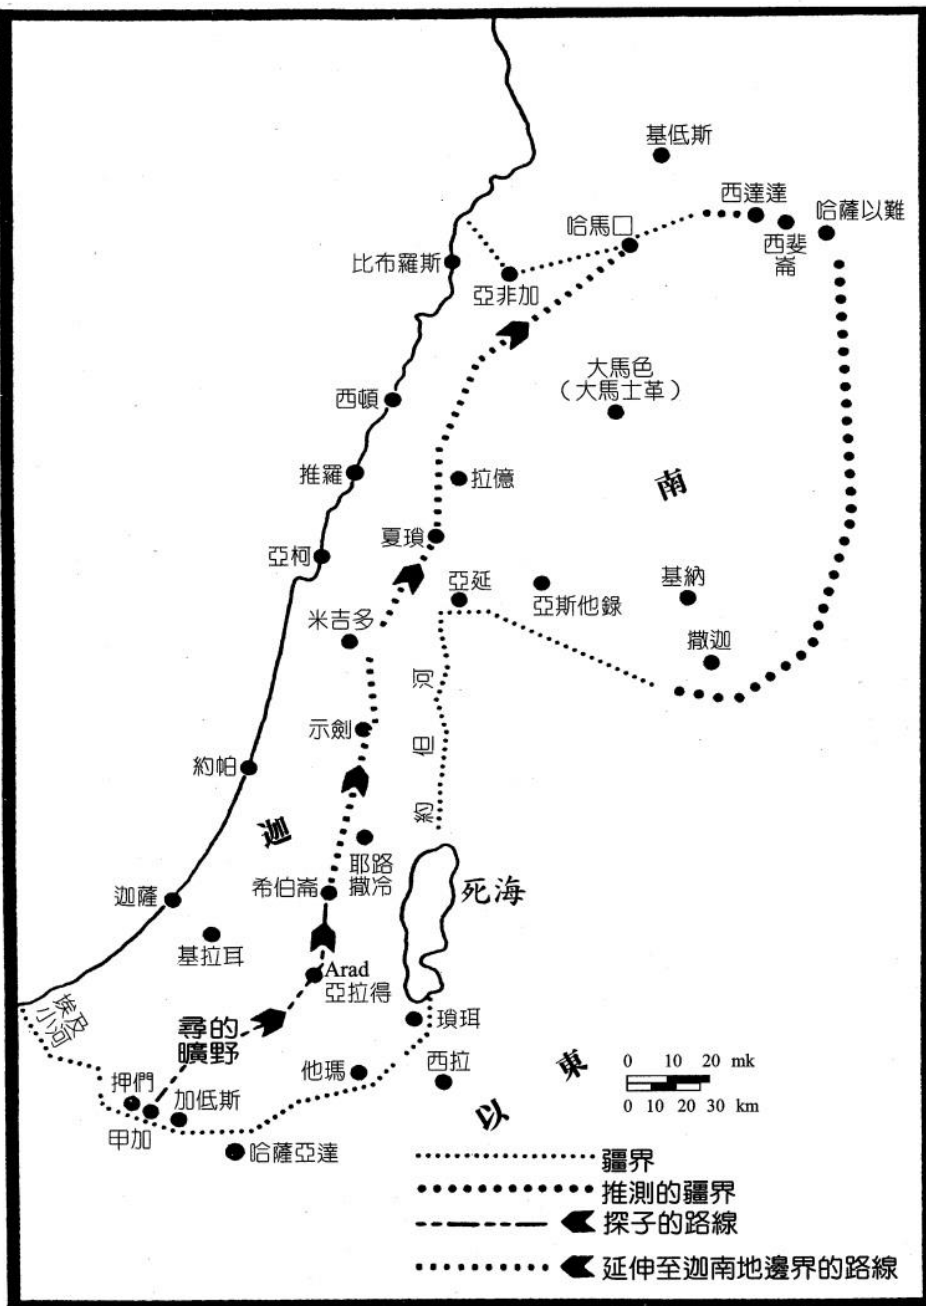 基低斯
西達達
哈薩以難
西斐
崙
哈馬口
比布羅斯
亞非加
大馬色
（大馬士革）
西頓
推羅
拉億
南
夏瑣
亞柯
亞延
亞斯他錄
基納
米吉多
撒迦
河
但
約
示劍
約帕
迦
耶路
撒冷
死海
希伯崙
迦薩
基拉耳
Arad
亞拉得
埃及
小河
尋的
曠野
瑣珥
他瑪
西拉
東
以
押們
加低斯
甲加
哈薩亞達
0 10 20 mk
0 10 20 30 km
疆界
推測的疆界
探子的路線
延伸至迦南地邊界的路線